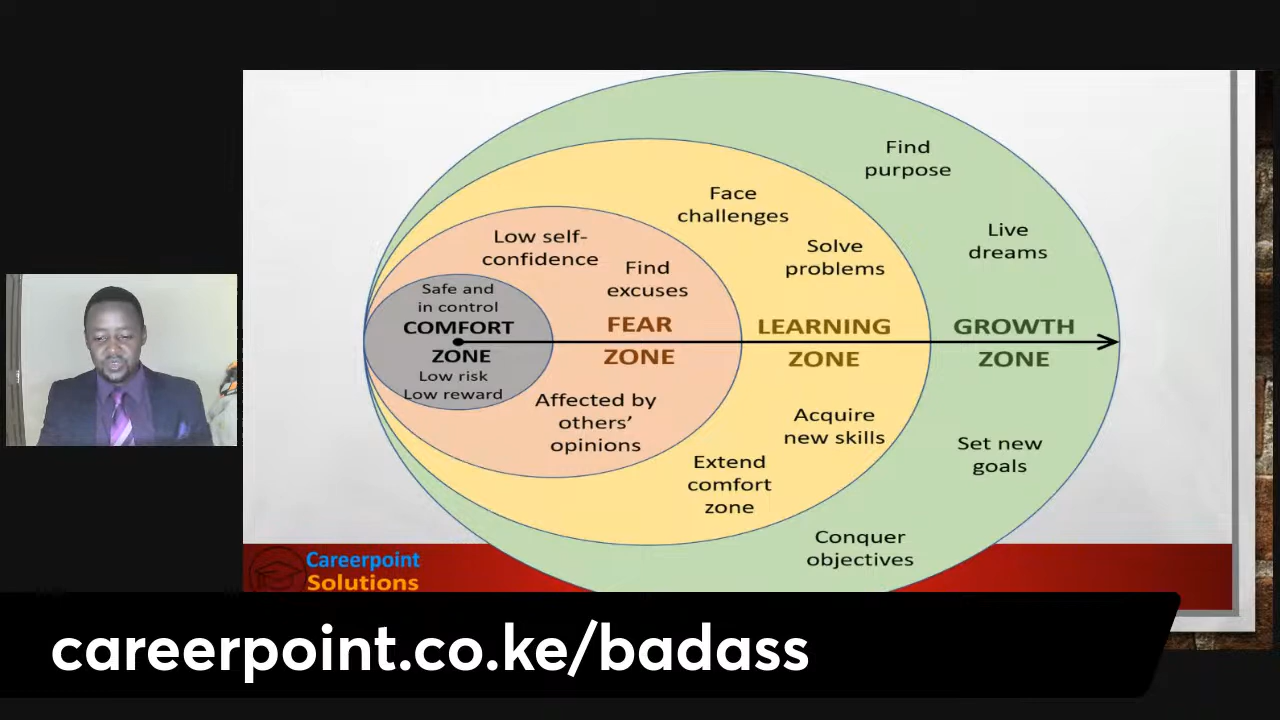 Find
purpose
Face
challenges
Live
dreams
Low self-
confidence
Solve
problems
Find
excuses
Safe and
in control
COMFORT
ZONE
Low risk
Low reward
FEAR
ZONE
LEARNING
ZONE
GROWTH
ZONE
Affected by
others’
opinions
Acquire
new skills
Extend
comfort
zone
Set new
goals
Conquer
objectives
Careerpoint
Solutions
careerpoint.co.ke/badass